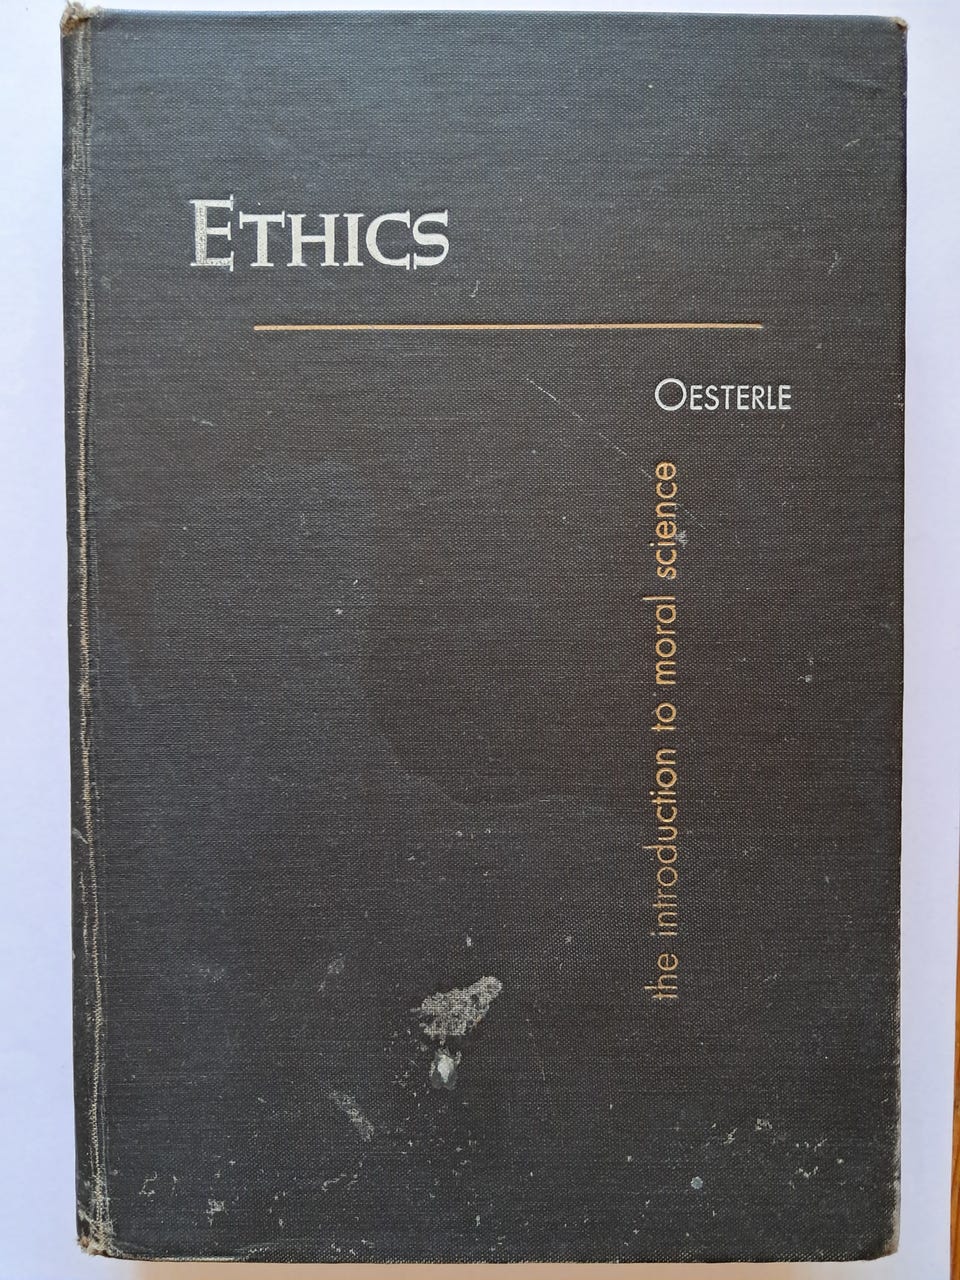 ETHICS
OESTERLE
the introduction to moral science